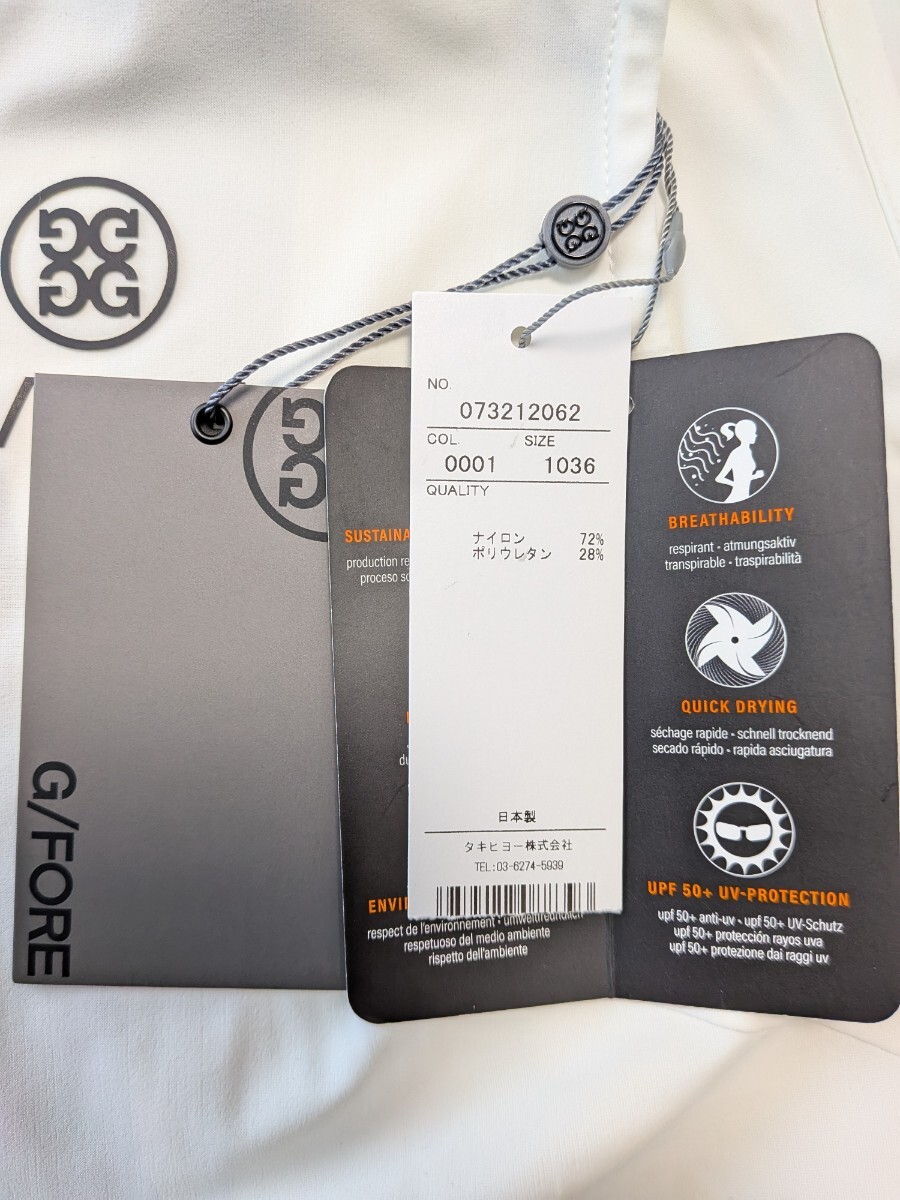 G/FORE
NO.
073212062
COL. SIZE
0001 1036
QUALITY
ナイロン 72%
ポリウレタン 28%
日本製
タキヒヨー株式会社
TEL:03-6274-5939
production
proceso
respect de l'environnement - umweltfreundlich
respetuoso del medio ambiente
rispetto dell'ambiente
BREATHABILITY
respirant - atmungsaktiv
transpirable - traspirabilità
QUICK DRYING
séchage rapide - schnell trocknend
secado rápido - rapida asciugatura
UPF 50+ UV-PROTECTION
upf 50+ anti-uv - upf 50+ UV-Schutz
upf 50+ protección rayos uva
upf 50+ protezione dai raggi uv